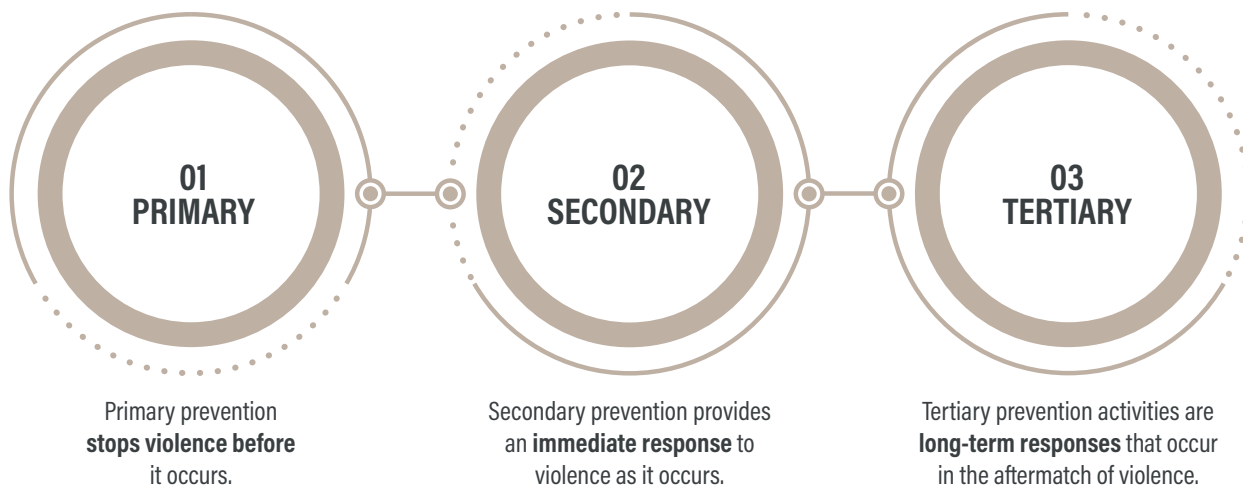 01
PRIMARY
Primary prevention
stops violence before
it occurs.
02
SECONDARY
Secondary prevention provides
an immediate response to
violence as it occurs.
03
TERTIARY
Tertiary prevention activities are
long-term responses that occur
in the aftermatch of violence.